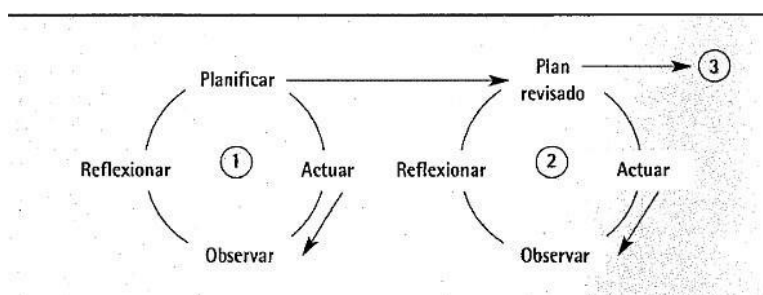 Planificar
Plan
revisado
3
Reflexionar
1
Actuar
Reflexionar
2
Actuar
Observar
Observar